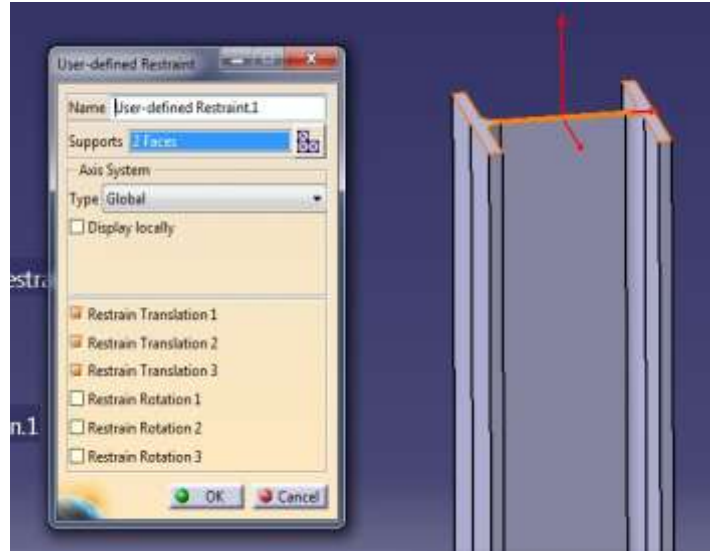 User-defined Restraint
Name User-defined Restraint.1
Supports 2 Faces
Axis System
Type Global
Display locally
Restrain Translation 1
Restrain Translation 2
Restrain Translation 3
Restrain Rotation 1
Restrain Rotation 2
Restrain Rotation 3
OK Cancel
estra
n.1